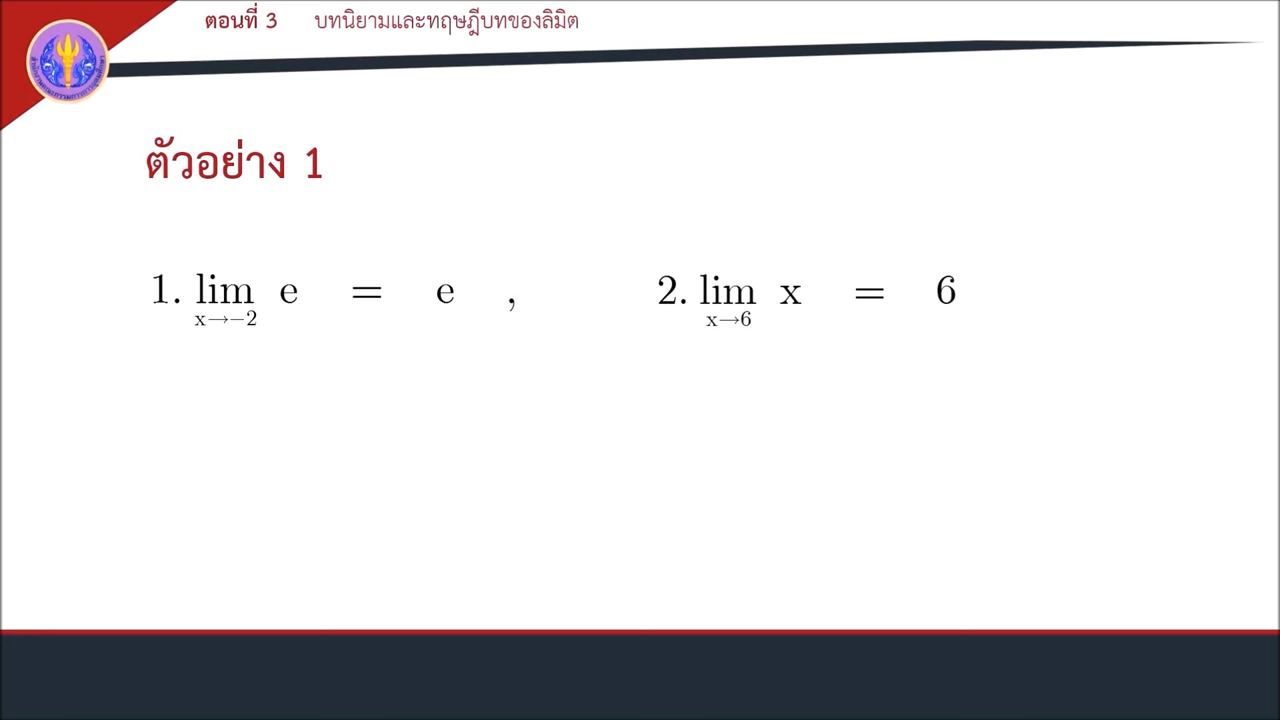 ตอนที่ 3 บทนิยามและทฤษฎีบทของลิมิต
ตัวอย่าง 1
1. lim e = e , 2. lim x = 6
x→−2 x→6